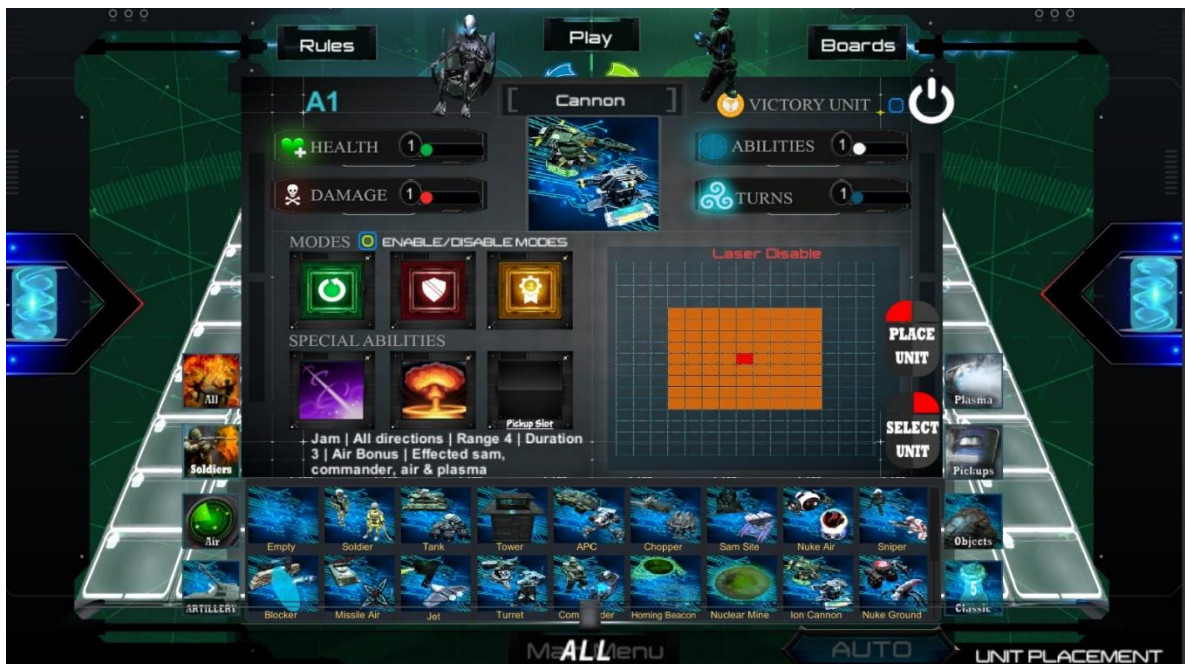 Rules
Play
Boards
A1
Cannon
VICTORY UNIT
HEALTH 1
ABILITIES 1
DAMAGE 1
TURNS 1
MODES ENABLE/DISABLE MODES
Laser Disable
SPECIAL ABILITIES
Pickup Slot
Jam | All directions | Range 4 | Duration
3 | Air Bonus | Effected sam,
commander, air & plasma
PLACE
UNIT
SELECT
UNIT
All
Soldiers
Air
ARTILLERY
Plasma
Pickups
Objects
5
Classic
Empty Soldier Tank Tower APC Chopper Sam Site Nuke Air Sniper
Blocker Missile Air Jet Turret Homing Beacon Nuclear Mine Ion Cannon Nuke Ground
ALL
AUTO
UNIT PLACEMENT